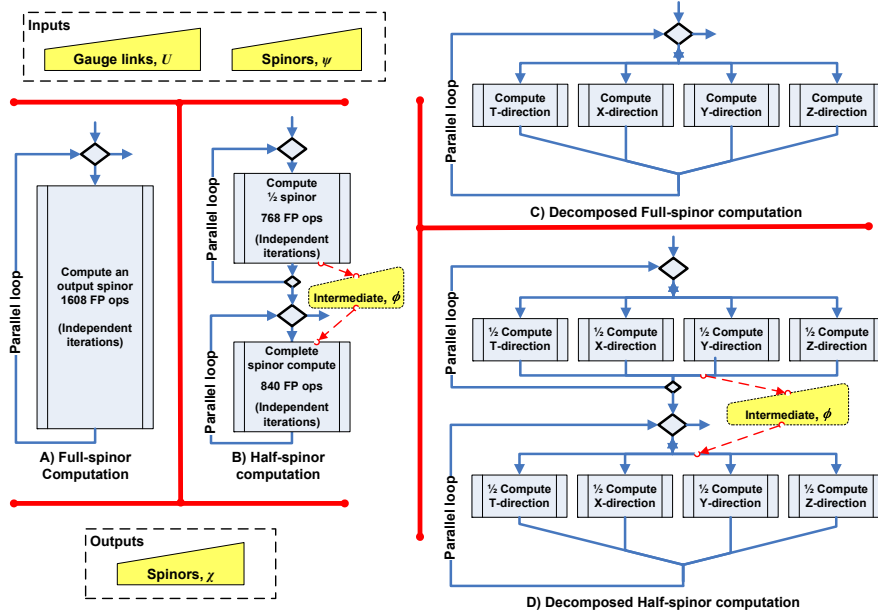 Inputs
Gauge links, U
Spinors, ψ
Parallel loop
Compute an
output spinor
1608 FP ops
(Independent
iterations)
A) Full-spinor
Computation
Parallel loop
Compute
½ spinor
768 FP ops
(Independent
iterations)
Intermediate, ϕ
Parallel loop
Complete
spinor compute
840 FP ops
(Independent
iterations)
B) Half-spinor
computation
Outputs
Spinors, χ
Parallel loop
Compute
T-direction
Compute
X-direction
Compute
Y-direction
Compute
Z-direction
C) Decomposed Full-spinor computation
Parallel loop
½ Compute
T-direction
½ Compute
X-direction
½ Compute
Y-direction
½ Compute
Z-direction
Intermediate, ϕ
Parallel loop
½ Compute
T-direction
½ Compute
X-direction
½ Compute
Y-direction
½ Compute
Z-direction
D) Decomposed Half-spinor computation